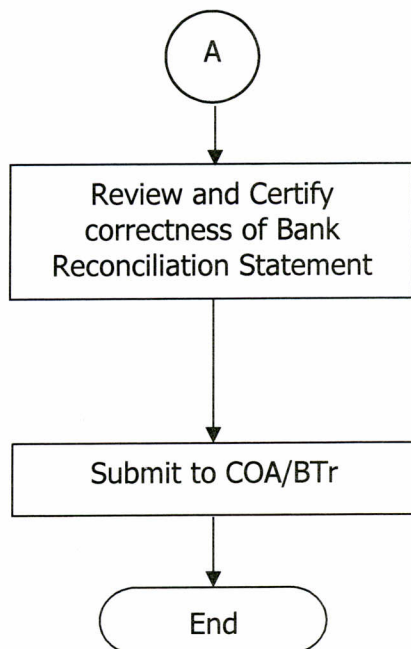 A
Review and Certify
correctness of Bank
Reconciliation Statement
Submit to COA/BTr
End